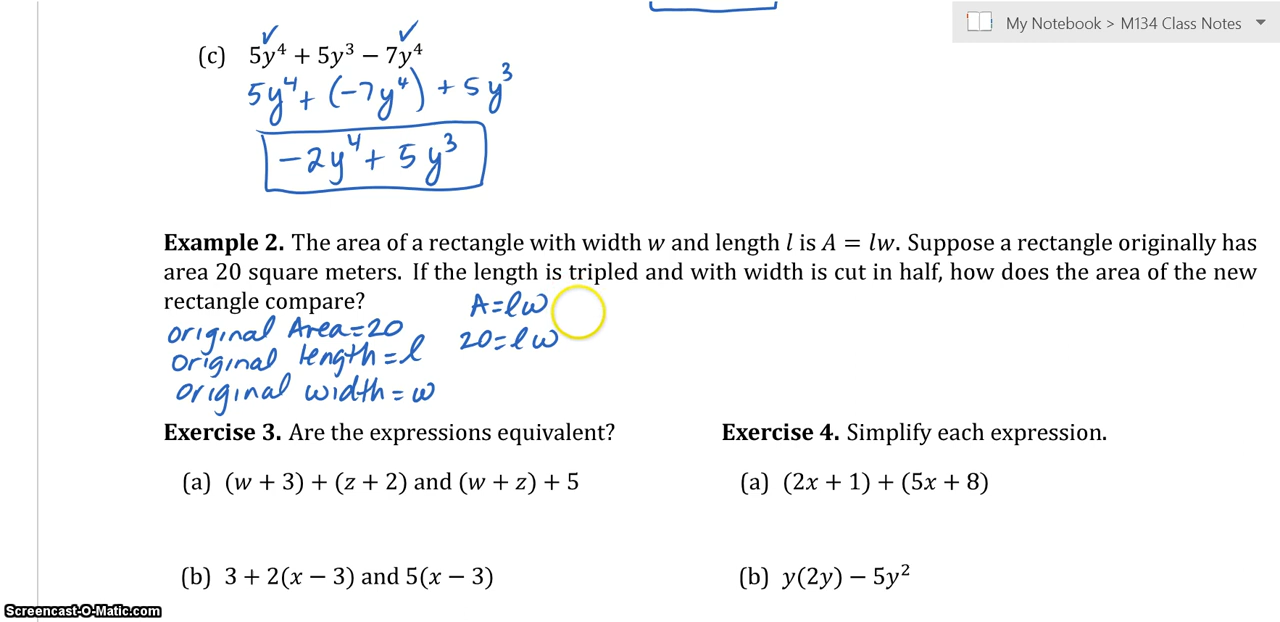 My Notebook > M134 Class Notes
(c) 5y⁴ + 5y³ − 7y⁴
5y⁴ + (−7y⁴) + 5y³
−2y⁴ + 5y³
Example 2. The area of a rectangle with width w and length l is A = lw. Suppose a rectangle originally has
area 20 square meters. If the length is tripled and with width is cut in half, how does the area of the new
rectangle compare?
A=lw
original Area=20
20=lw
original length=l
original width=w
Exercise 3. Are the expressions equivalent?
Exercise 4. Simplify each expression.
(a) (w + 3) + (z + 2) and (w + z) + 5
(a) (2x + 1) + (5x + 8)
(b) 3 + 2(x − 3) and 5(x − 3)
(b) y(2y) − 5y²
Screencast-O-Matic.com